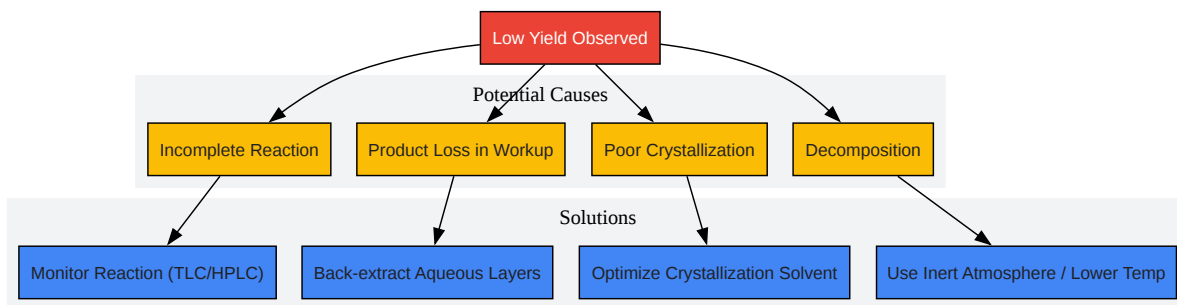 Low Yield Observed
Potential Causes
Incomplete Reaction
Product Loss in Workup
Poor Crystallization
Decomposition
Solutions
Monitor Reaction (TLC/HPLC)
Back-extract Aqueous Layers
Optimize Crystallization Solvent
Use Inert Atmosphere / Lower Temp